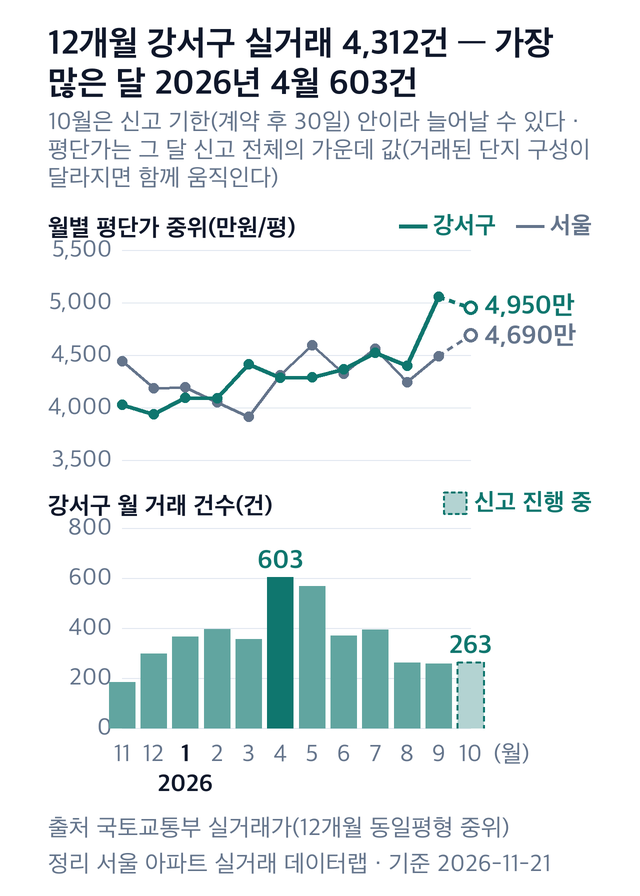 12개월 강서구 실거래 4,312건 — 가장
많은 달 2026년 4월 603건
10월은 신고 기한(계약 후 30일) 안이라 늘어날 수 있다 ·
평단가는 그 달 신고 전체의 가운데 값(거래된 단지 구성이
달라지면 함께 움직인다)
월별 평단가 중위(만원/평)
강서구 서울
5,500
5,000
4,500
4,000
3,500
4,950만
4,690만
강서구 월 거래 건수(건)
신고 진행 중
800
600
400
200
0
603
263
11 12 1 2 3 4 5 6 7 8 9 10 (월)
2026
출처 국토교통부 실거래가(12개월 동일평형 중위)
정리 서울 아파트 실거래 데이터랩 · 기준 2026-11-21